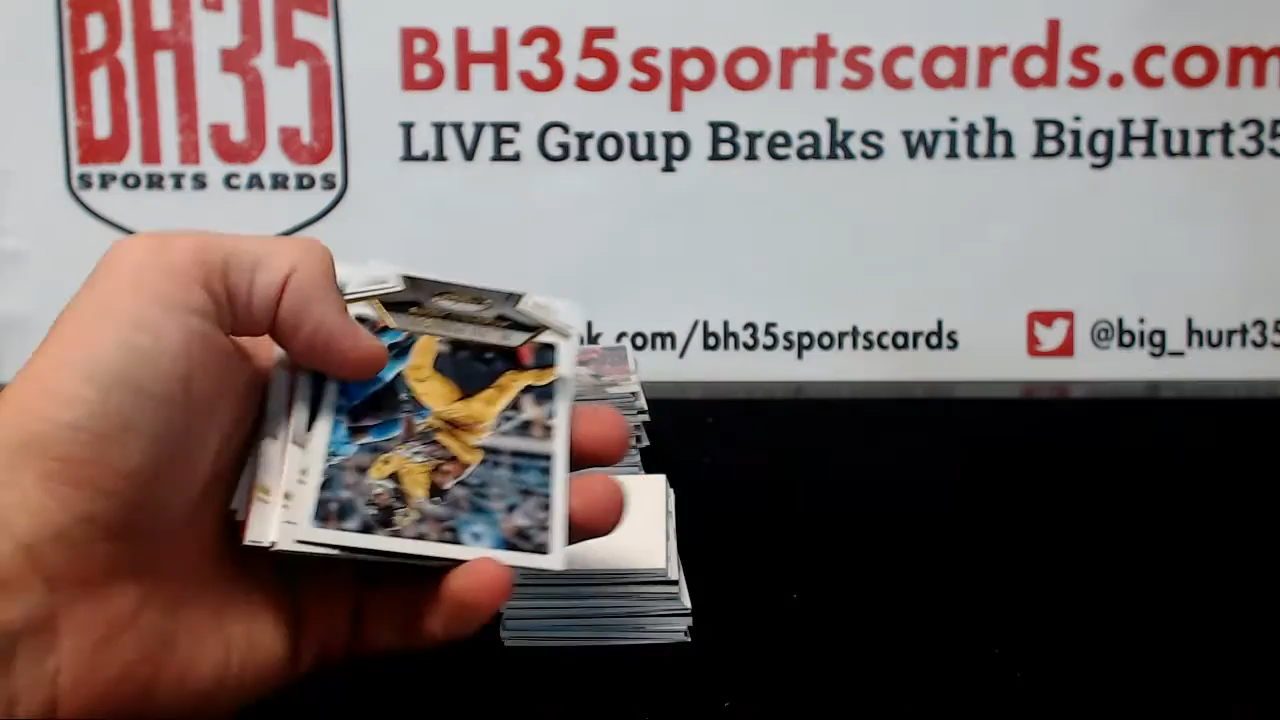 BH35
SPORTS CARDS
BH35sportscards.com
LIVE Group Breaks with BigHurt35
com/bh35sportscards
@big_hurt35